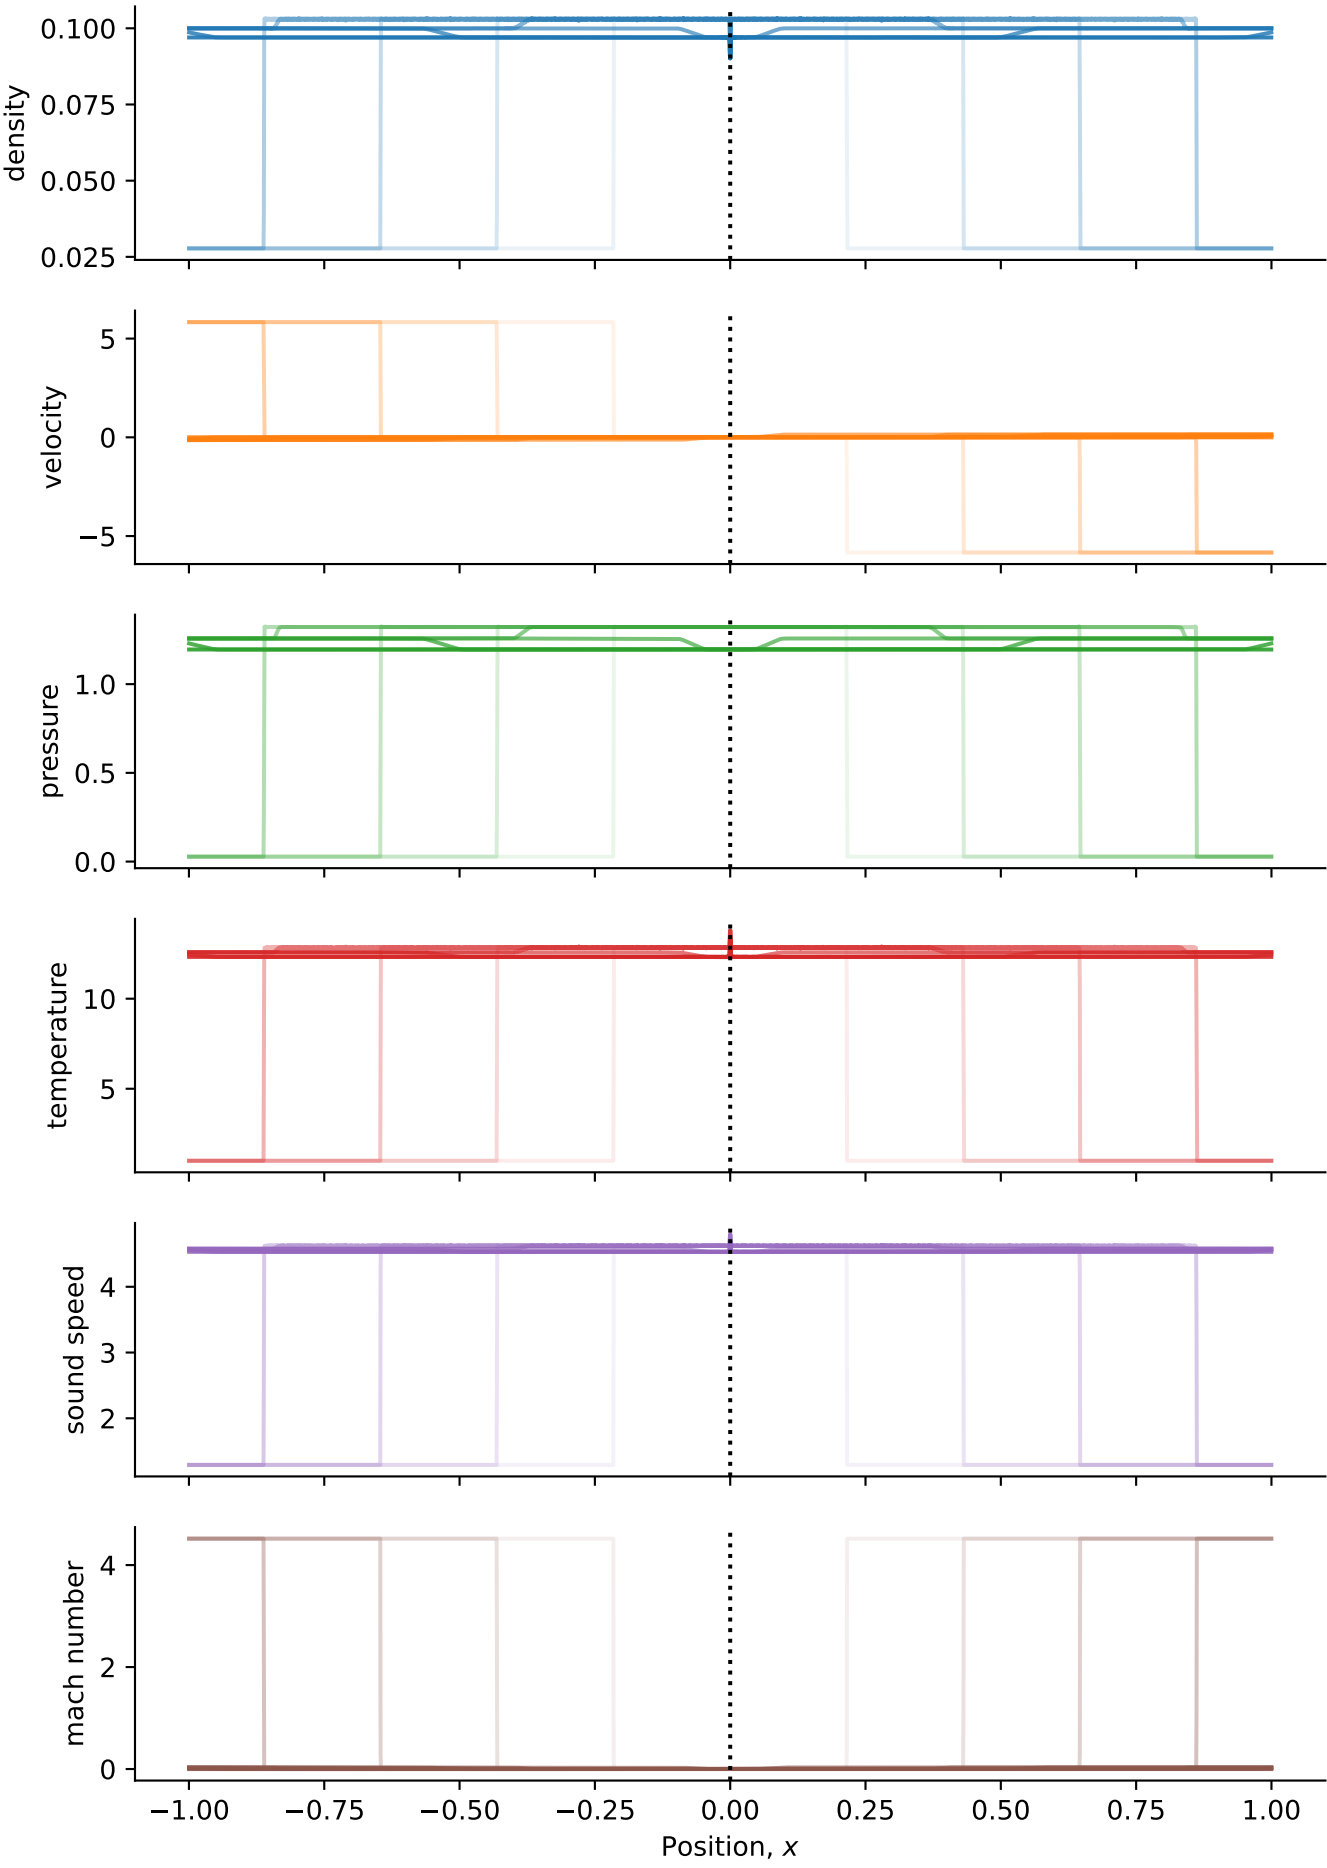 density
0.100
0.075
0.050
0.025
velocity
5
0
−5
pressure
1.0
0.5
0.0
temperature
10
5
sound speed
4
3
2
mach number
4
2
0
−1.00 −0.75 −0.50 −0.25 0.00 0.25 0.50 0.75 1.00
Position, x